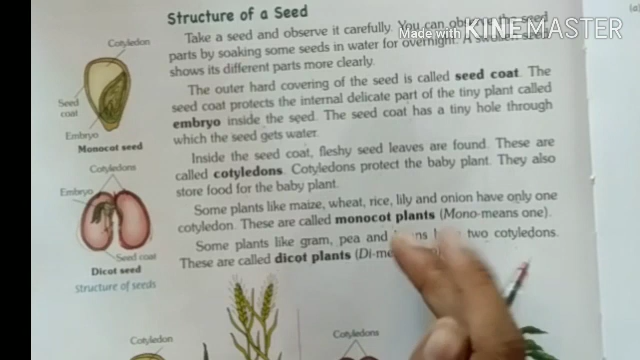 Structure of a Seed
Take a seed and observe it carefully. You can observe the seed
parts by soaking some seeds in water for overnight. A
shows its different parts more clearly.
The outer hard covering of the seed is called seed coat. The
seed coat protects the internal delicate part of the tiny plant called
embryo inside the seed. The seed coat has a tiny hole through
which the seed gets water.
Inside the seed coat, fleshy seed leaves are found. These are
called cotyledons. Cotyledons protect the baby plant. They also
store food for the baby plant.
Some plants like maize, wheat, rice, lily and onion have only one
cotyledon. These are called monocot plants (Mono-means one).
Some plants like gram, pea and two cotyledons.
These are called dicot plants
Cotyledon
Seed
coat
Embryo
Monocot seed
Cotyledons
Embryo
Seed coat
Dicot seed
Structure of seeds
Cotyledon
Cotyledons
Made with KINEMASTER
(a)